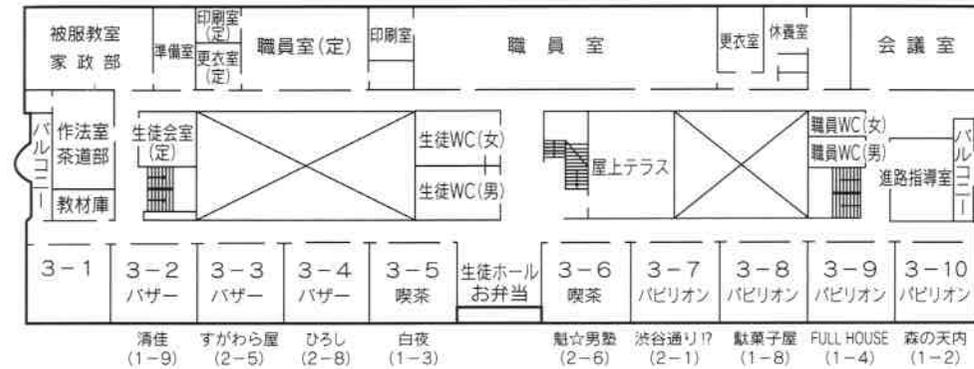 被服教室
家政部
準備室
印刷室
(定)
更衣室
(定)
職員室(定)
印刷室
職員室
更衣室
休養室
会議室
バルコニー
作法室
茶道部
教材庫
生徒会室
(定)
生徒WC(女)
生徒WC(男)
屋上テラス
職員WC(女)
職員WC(男)
進路指導室
バルコニー
3-1
3-2
バザー
3-3
バザー
3-4
バザー
3-5
喫茶
生徒ホール
お弁当
3-6
喫茶
3-7
パビリオン
3-8
パビリオン
3-9
パビリオン
3-10
パビリオン
清佳
(1-9)
すがわら屋
(2-5)
ひろし
(2-8)
白夜
(1-3)
魁☆男塾
(2-6)
渋谷通り!?
(2-1)
駄菓子屋
(1-8)
FULL HOUSE
(1-4)
森の天内
(1-2)